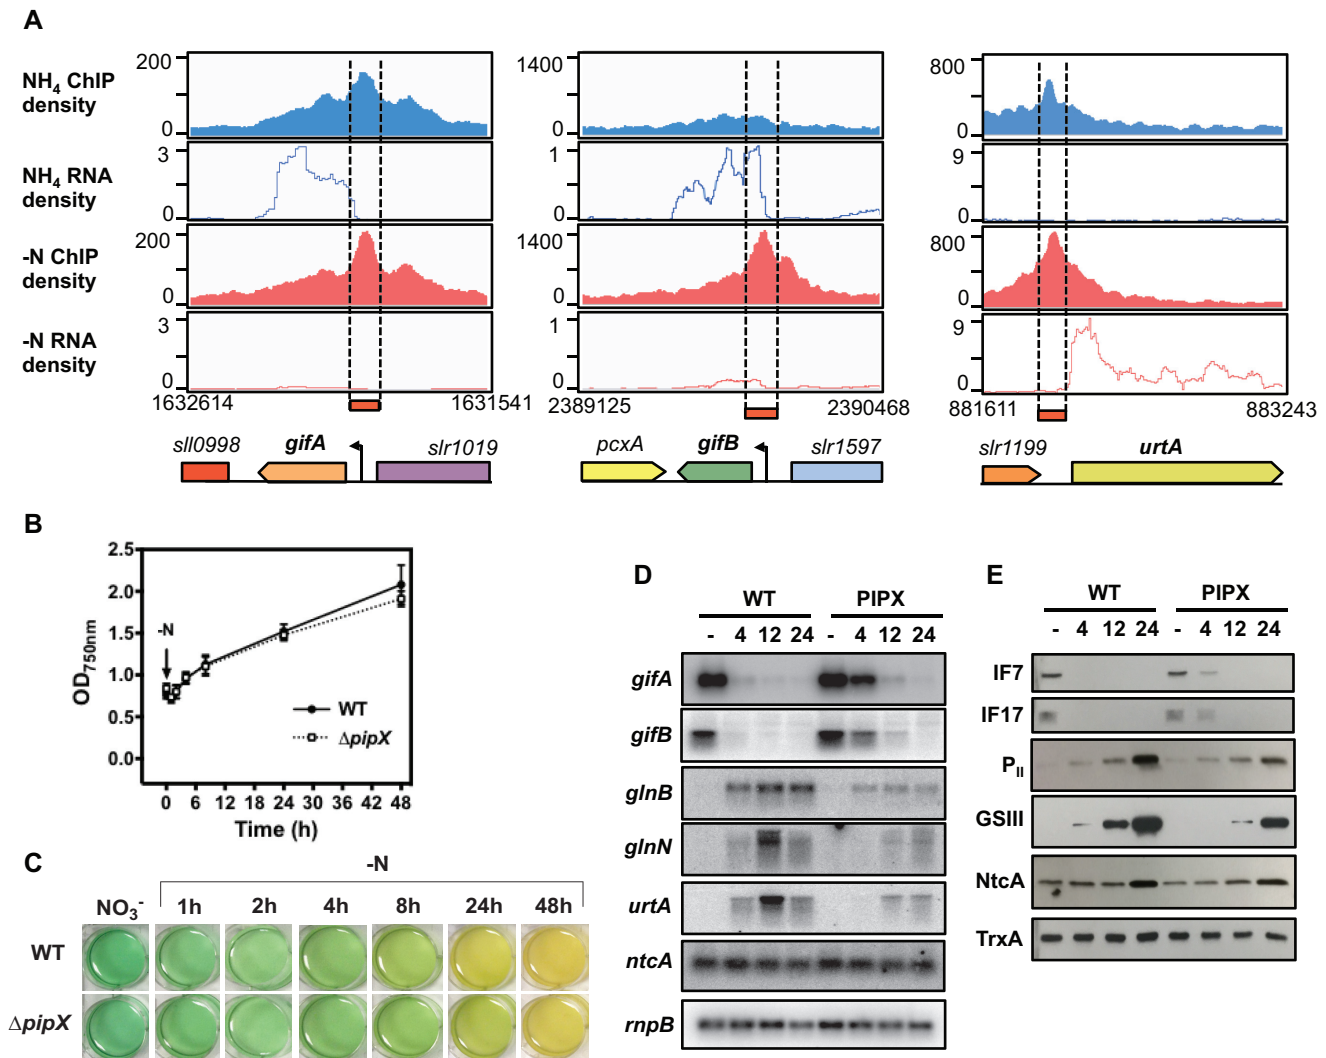 A
NH4 ChIP density
200
0
1400
0
800
0
NH4 RNA density
3
0
1
0
9
0
-N ChIP density
200
0
1400
0
800
0
-N RNA density
3
0
1
0
9
0
1632614 1631541
2389125 2390468
881611 883243
sll0998 gifA slr1019
pcxA gifB slr1597
slr1199 urtA
B
OD750nm
2.5
2.0
1.5
1.0
0.5
0.0
-N
WT
ΔpipX
0 6 12 18 24 30 36 42 48
Time (h)
C
-N
NO3- 1h 2h 4h 8h 24h 48h
WT
ΔpipX
D
WT PIPX
- 4 12 24 - 4 12 24
gifA
gifB
glnB
glnN
urtA
ntcA
rnpB
E
WT PIPX
- 4 12 24 - 4 12 24
IF7
IF17
PII
GSIII
NtcA
TrxA